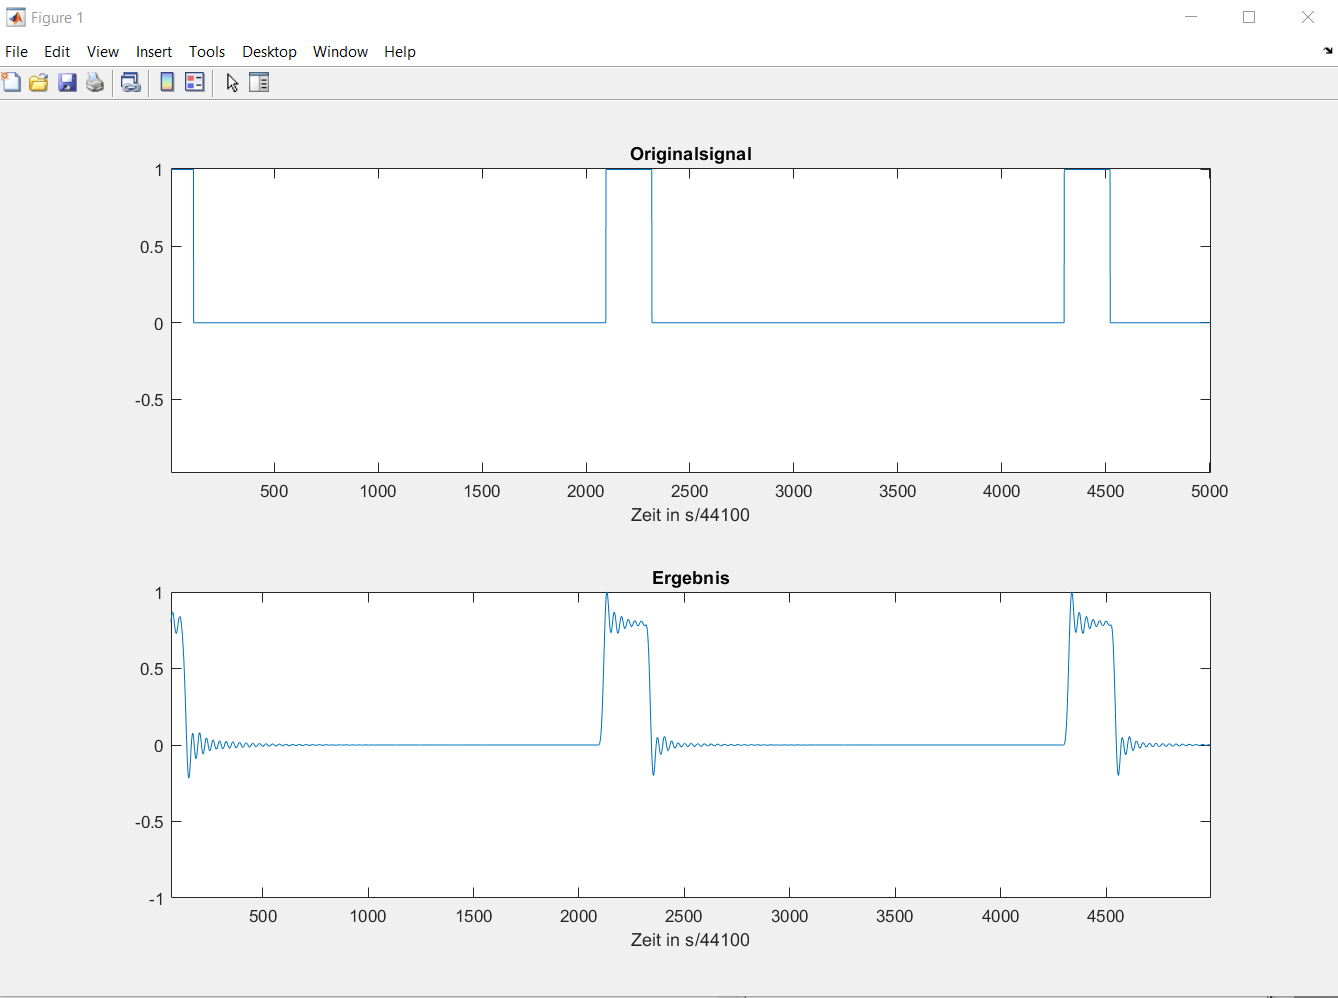 Figure 1
File Edit View Insert Tools Desktop Window Help
Originalsignal
1
0.5
0
-0.5
500 1000 1500 2000 2500 3000 3500 4000 4500 5000
Zeit in s/44100
Ergebnis
1
0.5
0
-0.5
-1
500 1000 1500 2000 2500 3000 3500 4000 4500
Zeit in s/44100